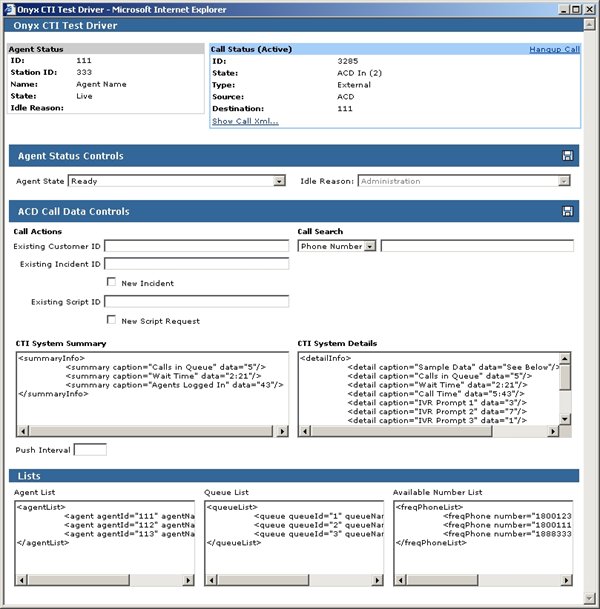 Onyx CTI Test Driver - Microsoft Internet Explorer
Onyx CTI Test Driver
Agent Status
ID: 111
Station ID: 333
Name: Agent Name
State: Live
Idle Reason:
Call Status (Active) Hangup Call
ID: 3285
State: ACD In (2)
Type: External
Source: ACD
Destination: 111
Show Call Xml...
Agent Status Controls
Agent State Ready Idle Reason: Administration
ACD Call Data Controls
Call Actions
Existing Customer ID
Existing Incident ID
New Incident
Existing Script ID
New Script Request
Call Search
Phone Number
CTI System Summary
<summaryInfo>
<summary caption="Calls in Queue" data="5"/>
<summary caption="Wait Time" data="2:21"/>
<summary caption="Agents Logged In" data="43"/>
</summaryInfo>
CTI System Details
<detailInfo>
<detail caption="Sample Data" data="See Below"/>
<detail caption="Calls in Queue" data="5"/>
<detail caption="Wait Time" data="2:21"/>
<detail caption="Call Time" data="5:43"/>
<detail caption="IVR Prompt 1" data="3"/>
<detail caption="IVR Prompt 2" data="7"/>
<detail caption="IVR Prompt 3" data="1"/>
Push Interval
Lists
Agent List
<agentList>
<agent agentId="111" agentNa
<agent agentId="112" agentNa
<agent agentId="113" agentNa
</agentList>
Queue List
<queueList>
<queue queueId="1" queueNar
<queue queueId="2" queueNar
<queue queueId="3" queueNar
</queueList>
Available Number List
<freqPhoneList>
<freqPhone number="1800123
<freqPhone number="1800111
<freqPhone number="1888333
</freqPhoneList>